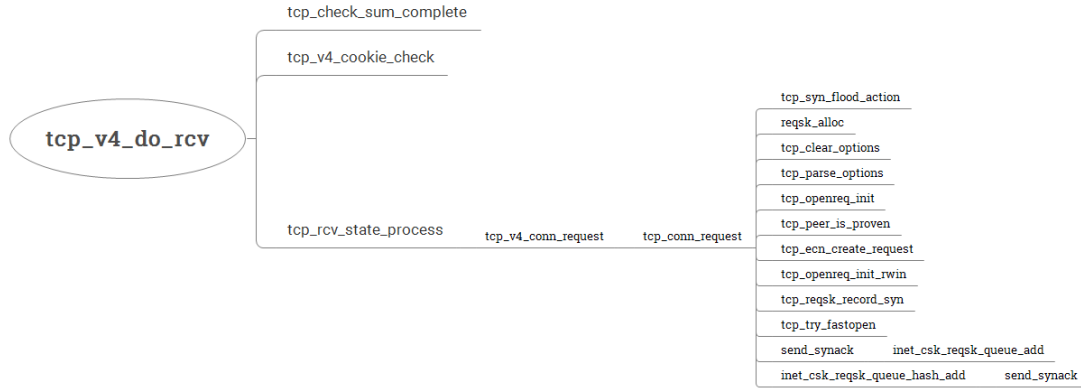 tcp_check_sum_complete
tcp_v4_cookie_check
tcp_v4_do_rcv
tcp_rcv_state_process
tcp_v4_conn_request
tcp_conn_request
tcp_syn_flood_action
reqsk_alloc
tcp_clear_options
tcp_parse_options
tcp_openreq_init
tcp_peer_is_proven
tcp_ecn_create_request
tcp_openreq_init_rwin
tcp_reqsk_record_syn
tcp_try_fastopen
send_synack inet_csk_reqsk_queue_add
inet_csk_reqsk_queue_hash_add send_synack